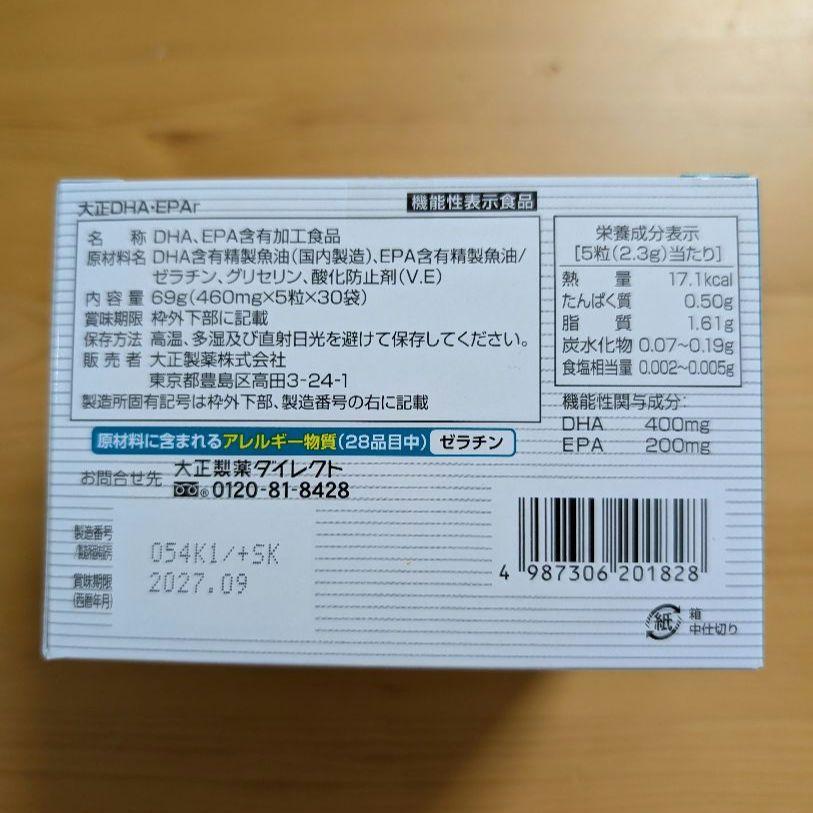 大正DHA・EPAr
機能性表示食品
名 称 DHA、EPA含有加工食品
原材料名 DHA含有精製魚油(国内製造)、EPA含有精製魚油/
ゼラチン、グリセリン、酸化防止剤(V.E)
内容量 69g(460mg×5粒×30袋)
賞味期限 枠外下部に記載
保存方法 高温、多湿及び直射日光を避けて保存してください。
販売者 大正製薬株式会社
東京都豊島区高田3-24-1
製造所固有記号は枠外下部、製造番号の右に記載
栄養成分表示
[5粒(2.3g)当たり]
熱 量 17.1kcal
たんぱく質 0.50g
脂 質 1.61g
炭水化物 0.07~0.19g
食塩相当量 0.002~0.005g
機能性関与成分:
DHA 400mg
EPA 200mg
原材料に含まれるアレルギー物質(28品目中) ゼラチン
お問合せ先 大正製薬ダイレクト
0120-81-8428
製造番号
/製造所固有記号
054K1/+SK
賞味期限
(西暦年月)
2027.09
4 987306 201828
紙 箱
中仕切り